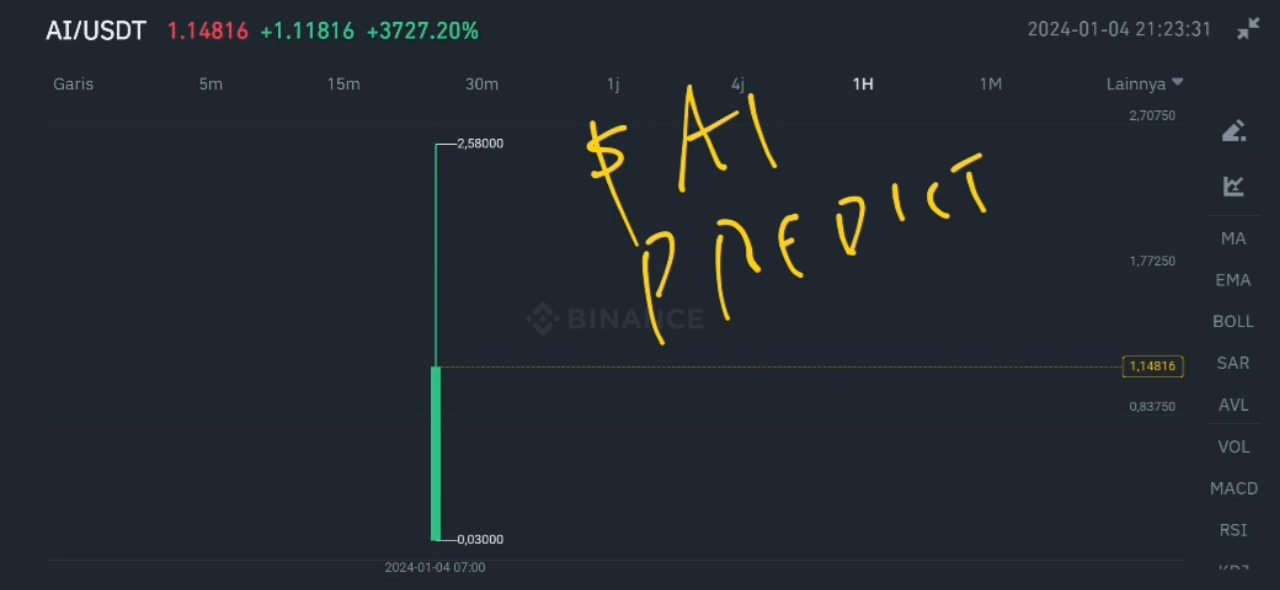 AI/USDT 1.14816 +1.11816 +3727.20% 2024-01-04 21:23:31
Garis 5m 15m 30m 1j 4j 1H 1M Lainnya
2,70750
2,58000
$ AI
PREDICT
1,77250
MA
EMA
BINANCE
BOLL
SAR
1,14816
0,83750
AVL
VOL
MACD
RSI
0,03000
2024-01-04 07:00